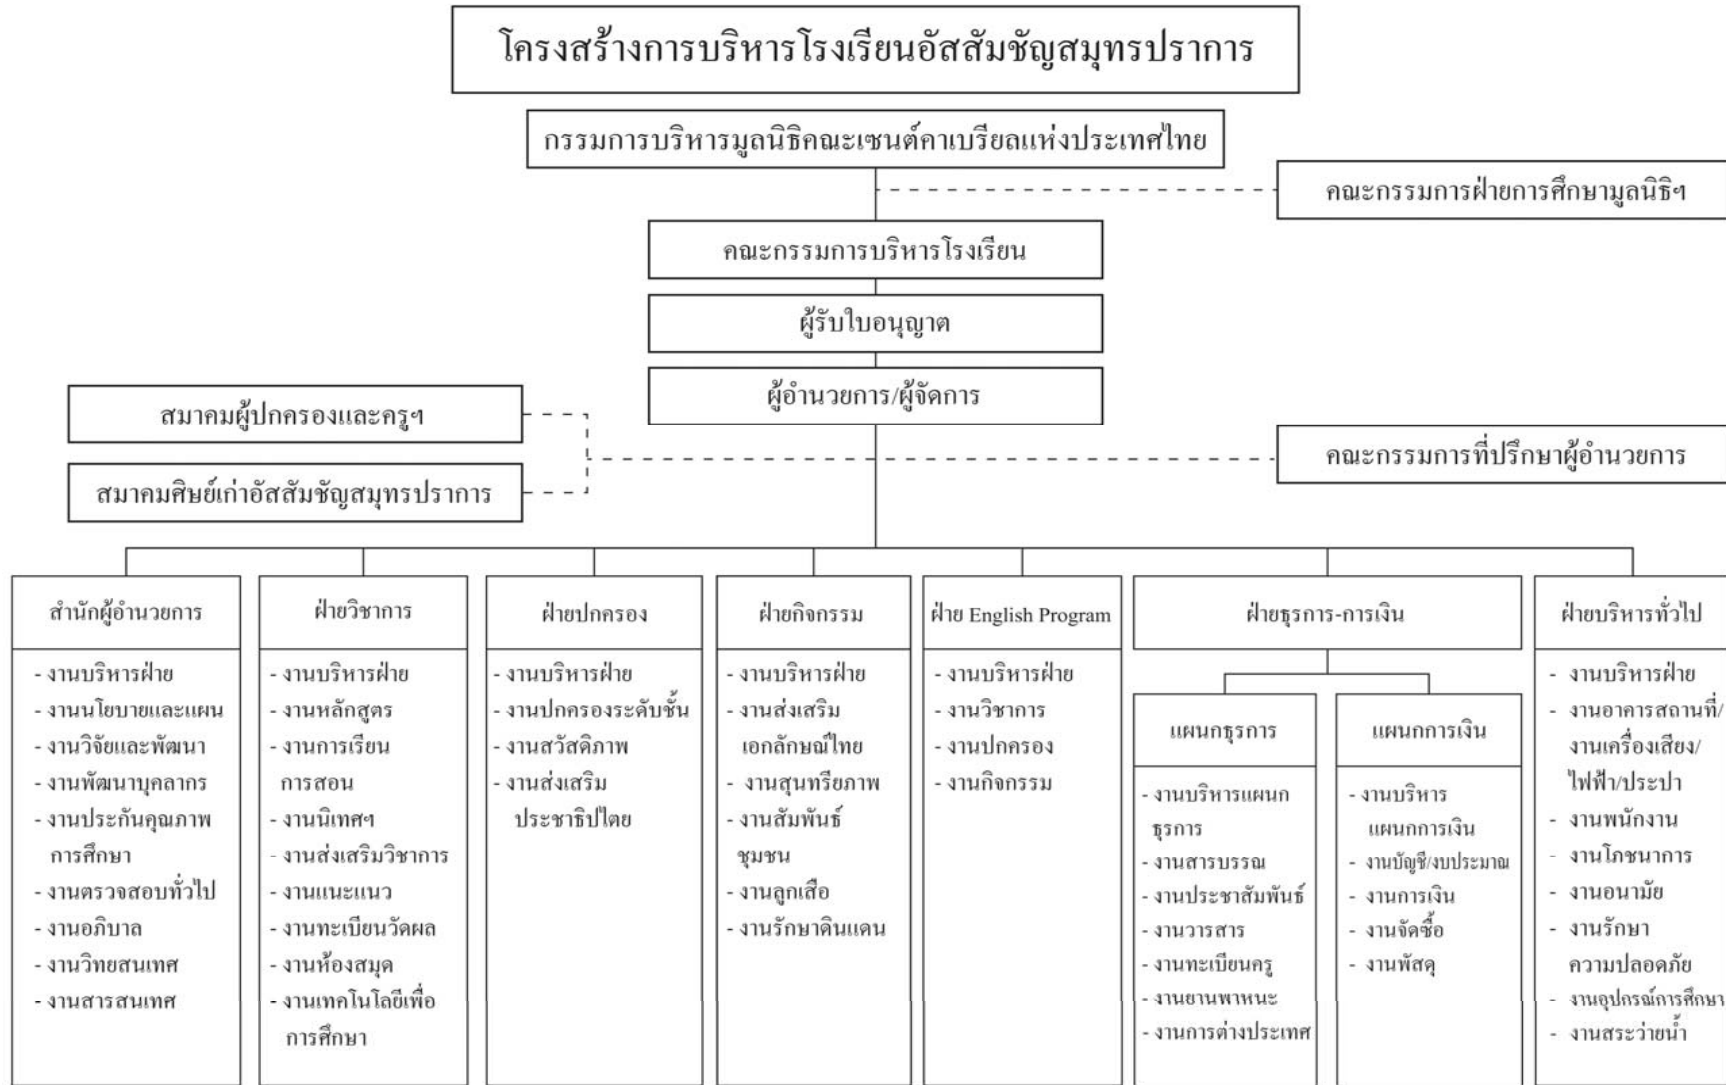 โครงสร้างการบริหารโรงเรียนอัสสัมชัญสมุทรปราการ
กรรมการบริหารมูลนิธิคณะเซนต์คาเบรียลแห่งประเทศไทย
คณะกรรมการฝ่ายการศึกษามูลนิธิฯ
คณะกรรมการบริหารโรงเรียน
ผู้รับใบอนุญาต
ผู้อำนวยการ/ผู้จัดการ
สมาคมผู้ปกครองและครูฯ
คณะกรรมการที่ปรึกษาผู้อำนวยการ
สมาคมศิษย์เก่าอัสสัมชัญสมุทรปราการ
สำนักผู้อำนวยการ
- งานบริหารฝ่าย
- งานนโยบายและแผน
- งานวิจัยและพัฒนา
- งานพัฒนาบุคลากร
- งานประกันคุณภาพ
การศึกษา
- งานตรวจสอบทั่วไป
- งานอภิบาล
- งานวิทยสนเทศ
- งานสารสนเทศ
ฝ่ายวิชาการ
- งานบริหารฝ่าย
- งานหลักสูตร
- งานการเรียน
การสอน
- งานนิเทศฯ
- งานส่งเสริมวิชาการ
- งานแนะแนว
- งานทะเบียนวัดผล
- งานห้องสมุด
- งานเทคโนโลยีเพื่อ
การศึกษา
ฝ่ายปกครอง
- งานบริหารฝ่าย
- งานปกครองระดับชั้น
- งานสวัสดิภาพ
- งานส่งเสริม
ประชาธิปไตย
ฝ่ายกิจกรรม
- งานบริหารฝ่าย
- งานส่งเสริม
เอกลักษณ์ไทย
- งานสุนทรียภาพ
- งานสัมพันธ์
ชุมชน
- งานลูกเสือ
- งานรักษาดินแดน
ฝ่าย English Program
- งานบริหารฝ่าย
- งานวิชาการ
- งานปกครอง
- งานกิจกรรม
ฝ่ายธุรการ-การเงิน
แผนกธุรการ
- งานบริหารแผนก
ธุรการ
- งานสารบรรณ
- งานประชาสัมพันธ์
- งานวารสาร
- งานทะเบียนครู
- งานยานพาหนะ
- งานการต่างประเทศ
แผนกการเงิน
- งานบริหาร
แผนกการเงิน
- งานบัญชี/งบประมาณ
- งานการเงิน
- งานจัดซื้อ
- งานพัสดุ
ฝ่ายบริหารทั่วไป
- งานบริหารฝ่าย
- งานอาคารสถานที่/
งานเครื่องเสียง/
ไฟฟ้า/ประปา
- งานพนักงาน
- งานโภชนาการ
- งานอนามัย
- งานรักษา
ความปลอดภัย
- งานอุปกรณ์การศึกษา
- งานสระว่ายน้ำ